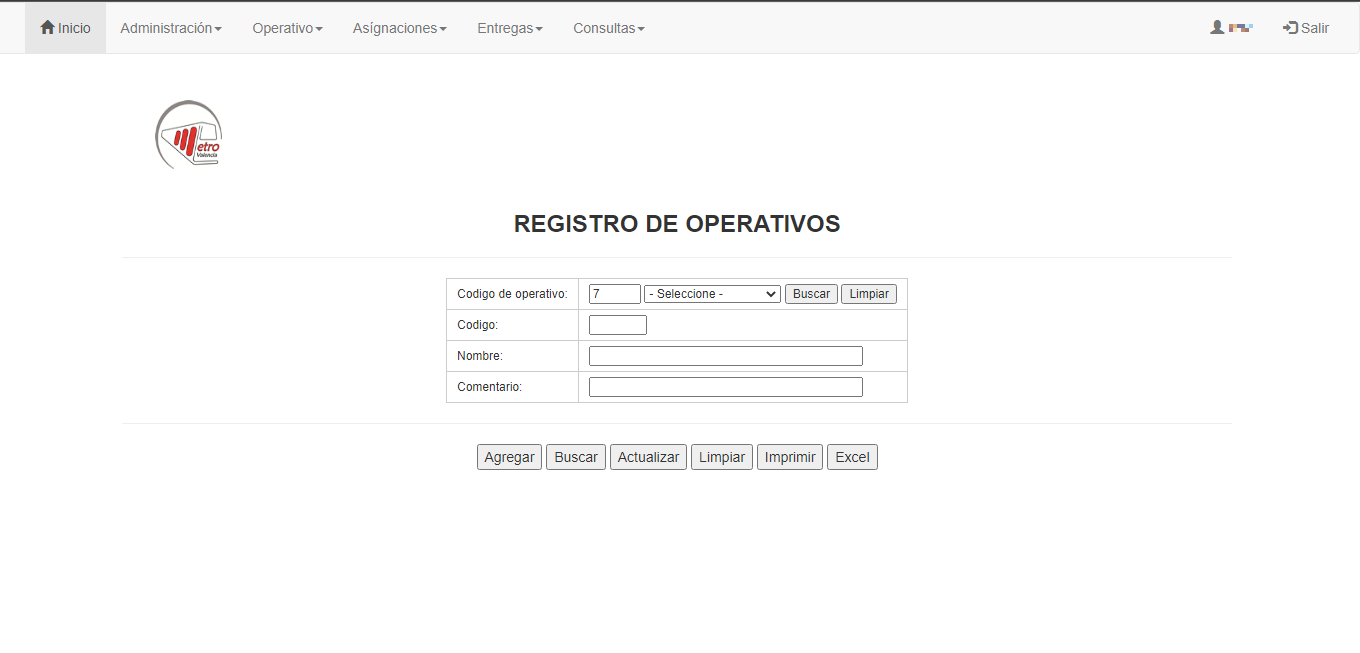 Inicio Administración Operativo Asígnaciones Entregas Consultas Salir
etro
Valencia
REGISTRO DE OPERATIVOS
Codigo de operativo: 7 - Seleccione - Buscar Limpiar
Codigo:
Nombre:
Comentario:
Agregar Buscar Actualizar Limpiar Imprimir Excel